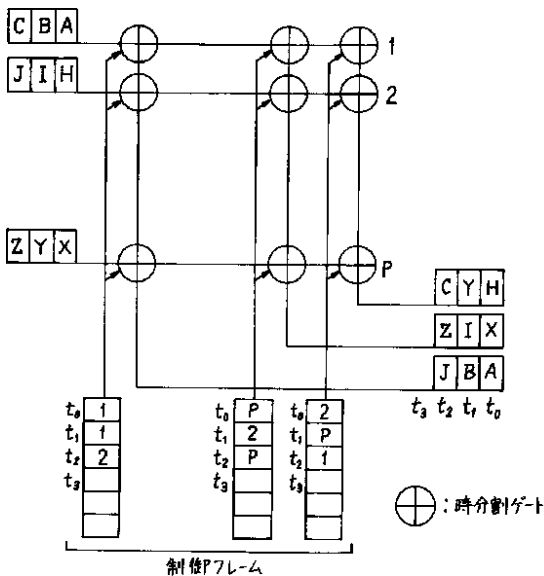 C B A
1
J I H
2
Z Y X
P
C Y H
Z I X
J B A
t₃ t₂ t₁ t₀
t₀ 1
t₁ 1
t₂ 2
t₃
t₀ P
t₁ 2
t₂ P
t₃
t₀ 2
t₁ P
t₂ 1
t₃
:時分割ゲート
制御フレーム